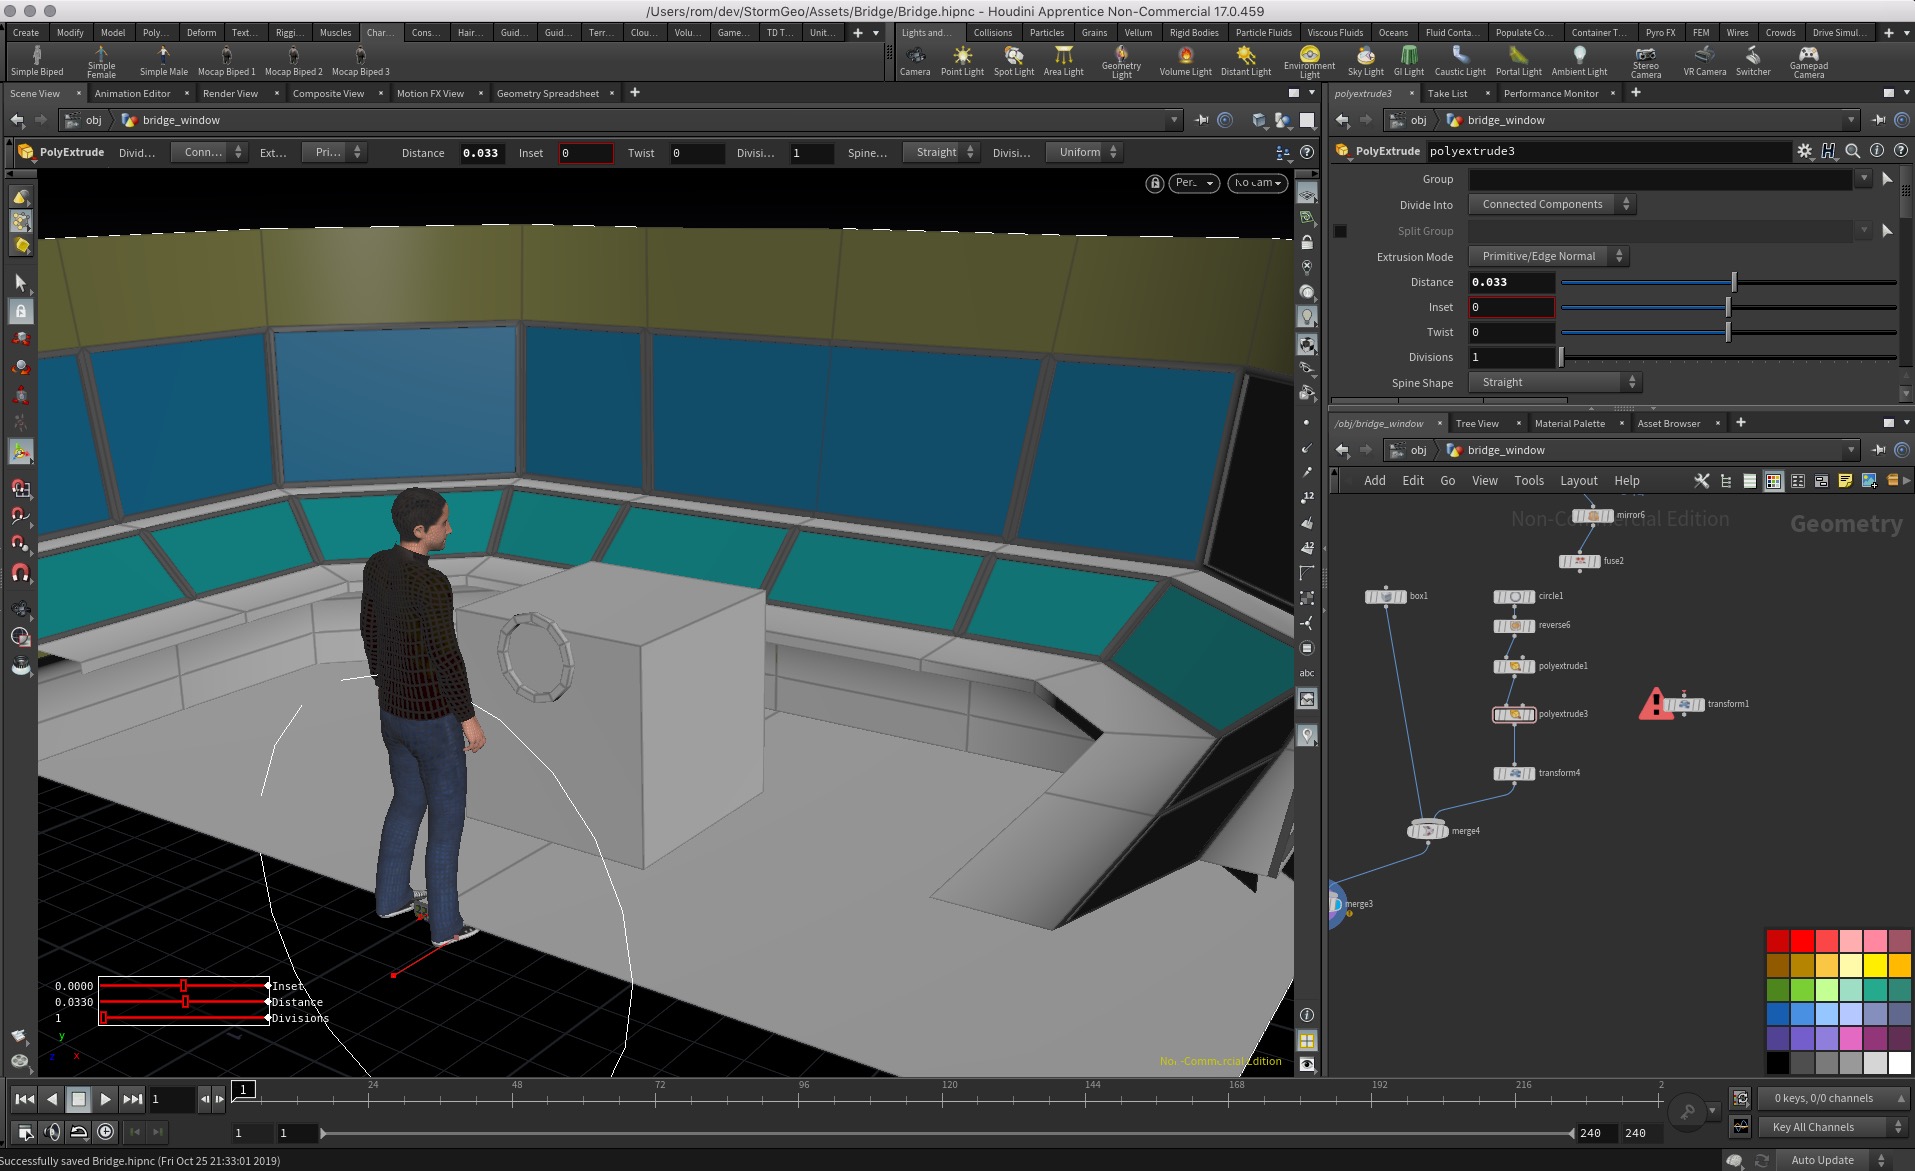 /Users/rom/dev/StormGeo/Assets/Bridge/Bridge.hipnc - Houdini Apprentice Non-Commercial 17.0.459
Create Modify Model Poly... Deform Text... Riggi... Muscles Char... Cons... Hair... Guid... Guid... Terr... Clou... Volu... Game... TD T... Unit...
Lights and... Collisions Particles Grains Vellum Rigid Bodies Particle Fluids Viscous Fluids Oceans Fluid Conta... Populate Co... Container T... Pyro FX FEM Wires Crowds Drive Simul...
Simple Biped Simple Female Simple Male Mocap Biped 1 Mocap Biped 2 Mocap Biped 3
Camera Point Light Spot Light Area Light Geometry Light Volume Light Distant Light Environment Light Sky Light GI Light Caustic Light Portal Light Ambient Light Stereo Camera VR Camera Switcher Gamepad Camera
Scene View Animation Editor Render View Composite View Motion FX View Geometry Spreadsheet
polyextrude3 Take List Performance Monitor
obj bridge_window
obj bridge_window
PolyExtrude Divid... Conn... Ext... Pri... Distance 0.033 Inset 0 Twist 0 Divisi... 1 Spine... Straight Divisi... Uniform
PolyExtrude polyextrude3
Group
Divide Into Connected Components
Split Group
Extrusion Mode Primitive/Edge Normal
Distance 0.033
Inset 0
Twist 0
Divisions 1
Spine Shape Straight
No cam
/obj/bridge_window Tree View Material Palette Asset Browser
obj bridge_window
Add Edit Go View Tools Layout Help
Non-Commercial Edition
Geometry
mirror6
fuse2
box1
circle1
reverse6
polyextrude1
polyextrude3
transform1
transform4
merge4
merge3
12
12
abc
0.0000 Inset
0.0330 Distance
1 Divisions
y
z x
1
1 24 48 72 96 120 144 168 192 216 2
0 keys, 0/0 channels
1 1 240 240
Key All Channels
Successfully saved Bridge.hipnc (Fri Oct 25 21:33:01 2019)
Auto Update